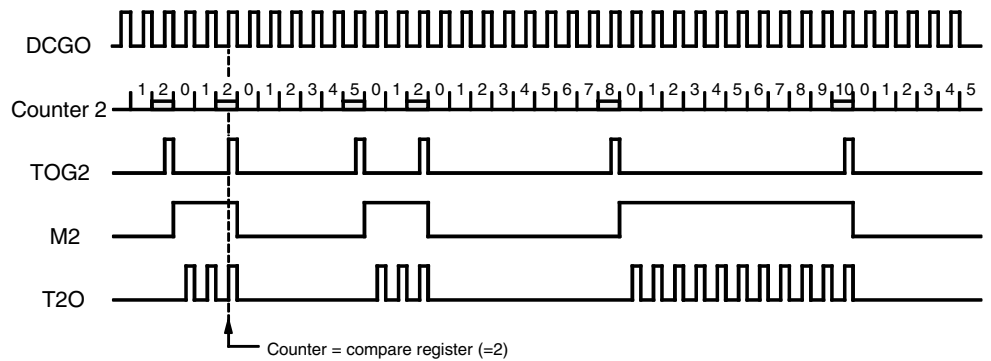 DCGO
Counter 2 1 2 0 1 2 0 1 2 3 4 5 0 1 2 0 1 2 3 4 5 6 7 8 0 1 2 3 4 5 6 7 8 9 10 0 1 2 3 4 5
TOG2
M2
T2O
Counter = compare register (=2)